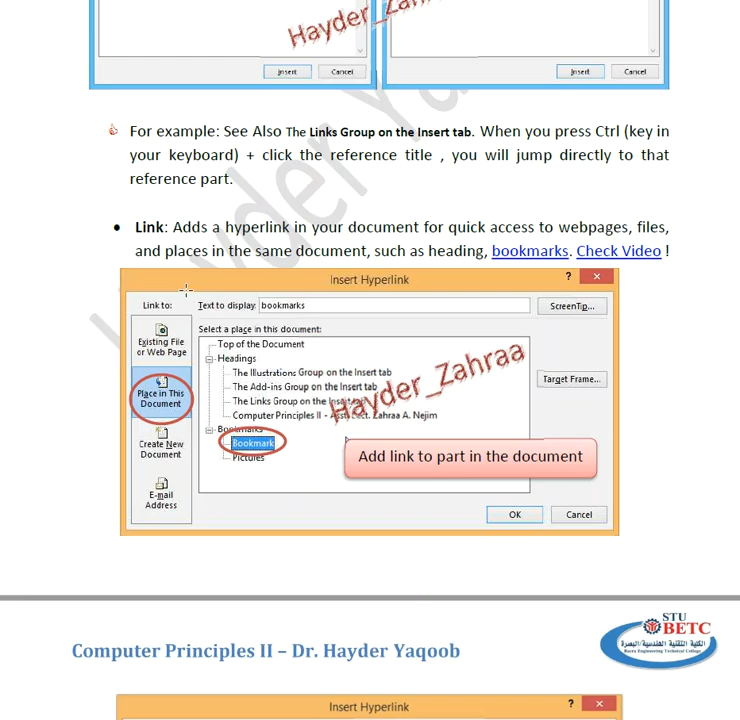 Hayder_Zahraa
Insert Cancel Insert Cancel
For example: See Also The Links Group on the Insert tab. When you press Ctrl (key in
your keyboard) + click the reference title , you will jump directly to that
reference part.
Link: Adds a hyperlink in your document for quick access to webpages, files,
and places in the same document, such as heading, bookmarks. Check Video !
Insert Hyperlink ?
Link to: Text to display: bookmarks ScreenTip...
Select a place in this document:
Existing File
or Web Page
Place in This
Document
Create New
Document
E-mail
Address
Top of the Document
Headings
The Illustrations Group on the Insert tab
The Add-ins Group on the Insert tab
The Links Group on the Insert tab
Computer Principles II - Asst. Lect. Zahraa A. Nejim
Bookmarks
Bookmark
Pictures
Target Frame...
Hayder_Zahraa
Add link to part in the document
OK Cancel
Computer Principles II – Dr. Hayder Yaqoob
STU
BETC
الكلية التقنية الهندسية/البصرة
Basra Engineering Technical College
Insert Hyperlink ?